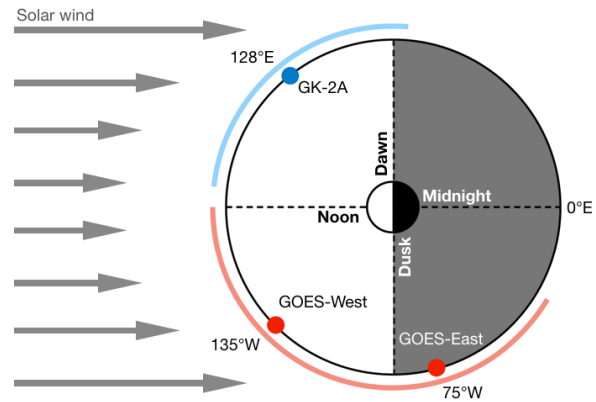 Solar wind
128°E
GK-2A
Dawn
Midnight
0°E
Noon
Dusk
GOES-West
GOES-East
135°W
75°W